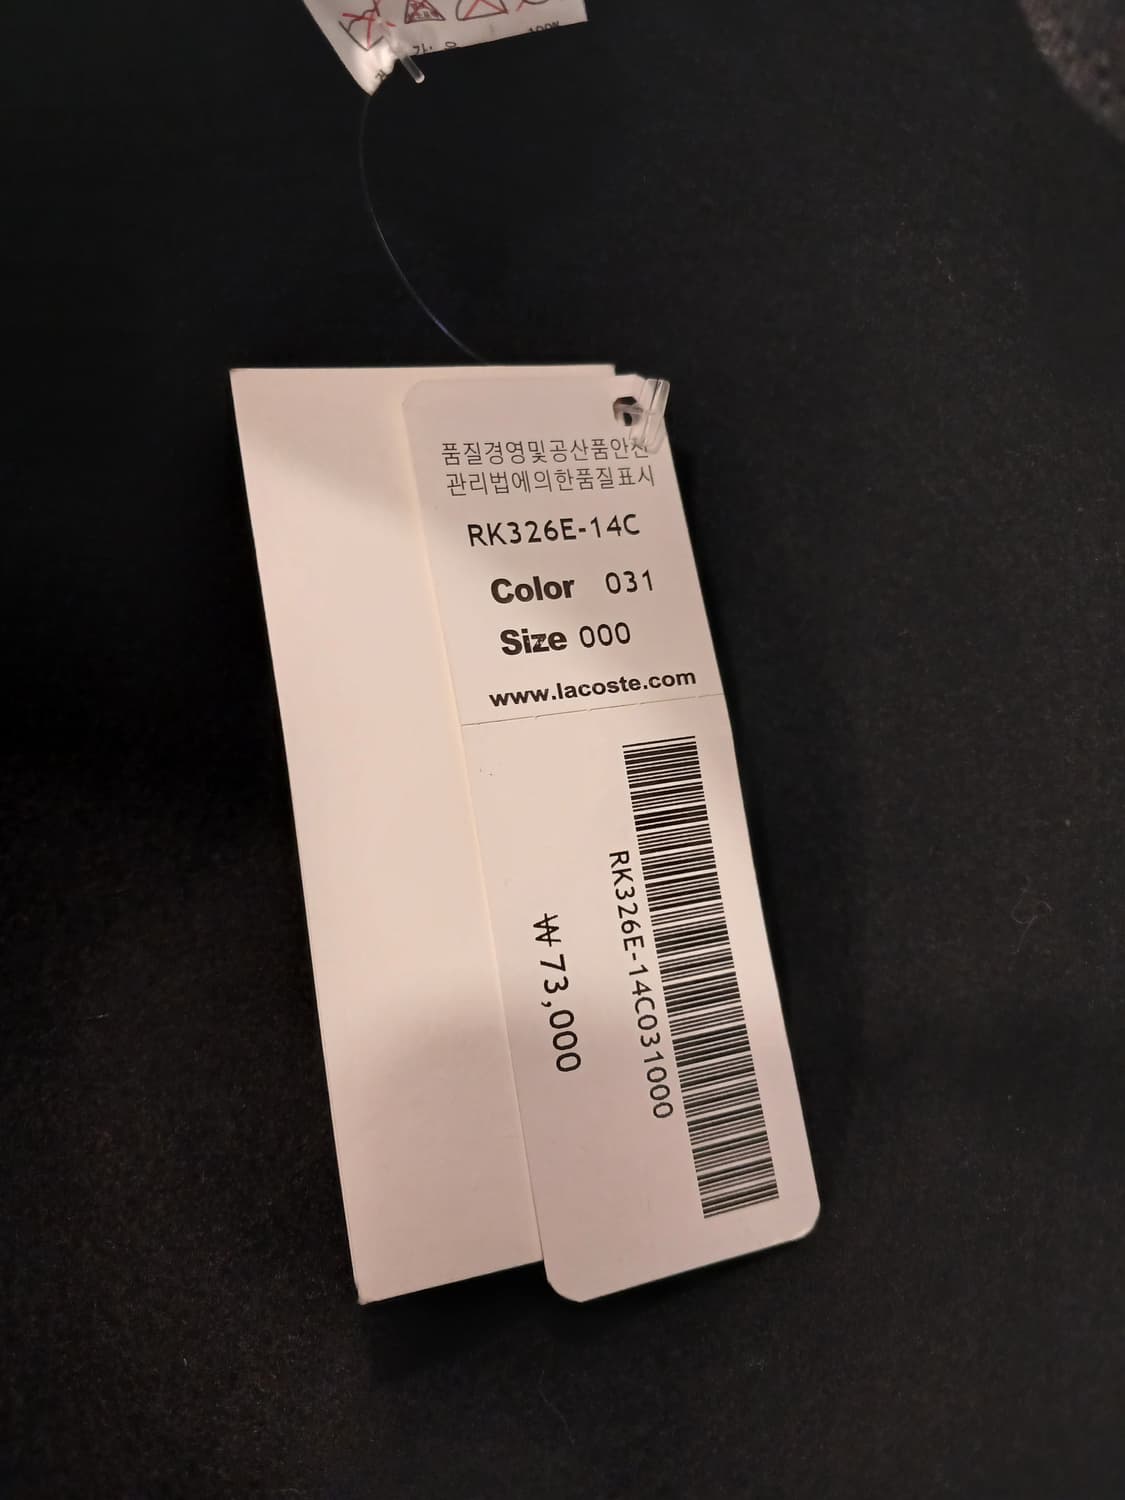 100%
품질경영및공산품안전
관리법에의한품질표시
RK326E-14C
Color 031
Size 000
www.lacoste.com
RK326E-14C031000
₩73,000